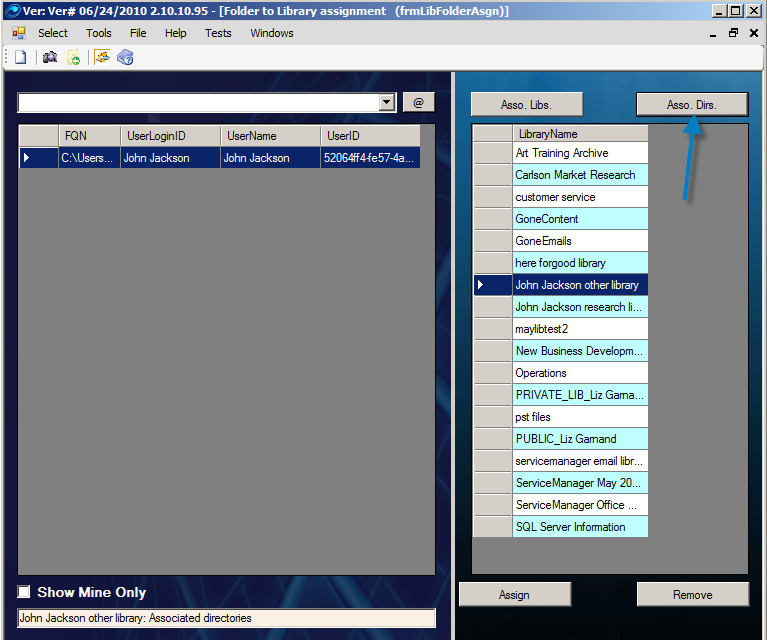 Ver: Ver# 06/24/2010 2.10.10.95 - [Folder to Library assignment (frmLibFolderAsgn)]
Select Tools File Help Tests Windows
@
FQN UserLoginID UserName UserID
C:\Users... John Jackson John Jackson 52064ff4-fe57-4a...
Show Mine Only
John Jackson other library: Associated directories
Asso. Libs. Asso. Dirs.
LibraryName
Art Training Archive
Carlson Market Research
customer service
GoneContent
GoneEmails
here forgood library
John Jackson other library
John Jackson research li...
maylibtest2
New Business Developm...
Operations
PRIVATE_LIB_Liz Gama...
pst files
PUBLIC_Liz Gamand
servicemanager email libr...
ServiceManager May 20...
ServiceManager Office ...
SQL Server Information
Assign Remove